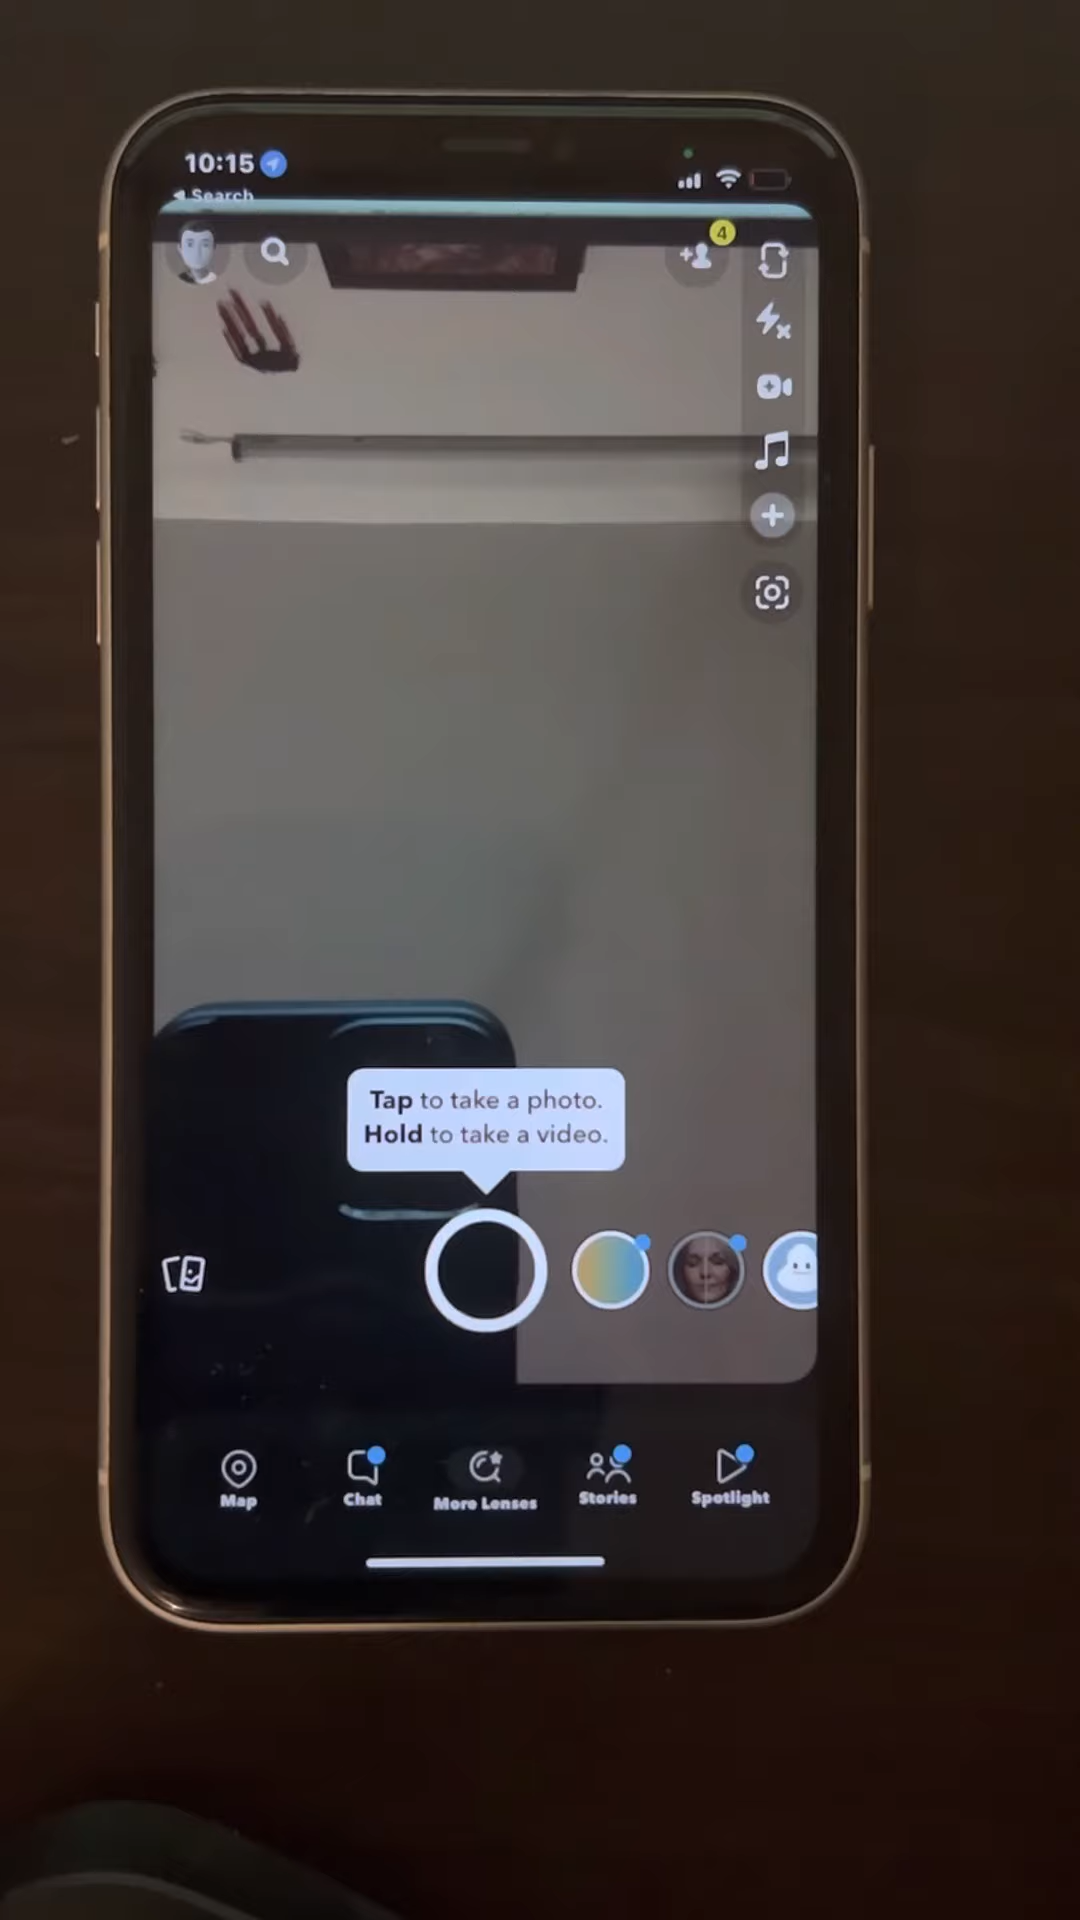 10:15
◀ Search
4
Tap to take a photo.
Hold to take a video.
Map
Chat
More Lenses
Stories
Spotlight